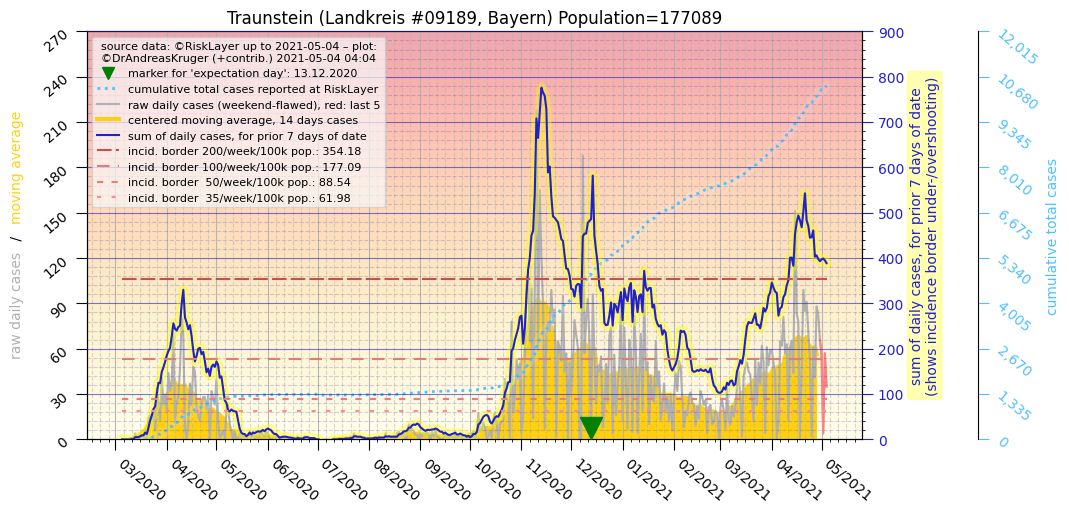 Traunstein (Landkreis #09189, Bayern) Population=177089
source data: ©RiskLayer up to 2021-05-04 – plot:
©DrAndreasKruger (+contrib.) 2021-05-04 04:04
marker for 'expectation day': 13.12.2020
cumulative total cases reported at RiskLayer
raw daily cases (weekend-flawed), red: last 5
centered moving average, 14 days cases
sum of daily cases, for prior 7 days of date
incid. border 200/week/100k pop.: 354.18
incid. border 100/week/100k pop.: 177.09
incid. border  50/week/100k pop.: 88.54
incid. border  35/week/100k pop.: 61.98
raw daily cases / moving average
270
240
210
180
150
120
90
60
30
0
03/2020
04/2020
05/2020
06/2020
07/2020
08/2020
09/2020
10/2020
11/2020
12/2020
01/2021
02/2021
03/2021
04/2021
05/2021
900
800
700
600
500
400
300
200
100
0
sum of daily cases, for prior 7 days of date
(shows incidence border under-/overshooting)
12,015
10,680
9,345
8,010
6,675
5,340
4,005
2,670
1,335
0
cumulative total cases